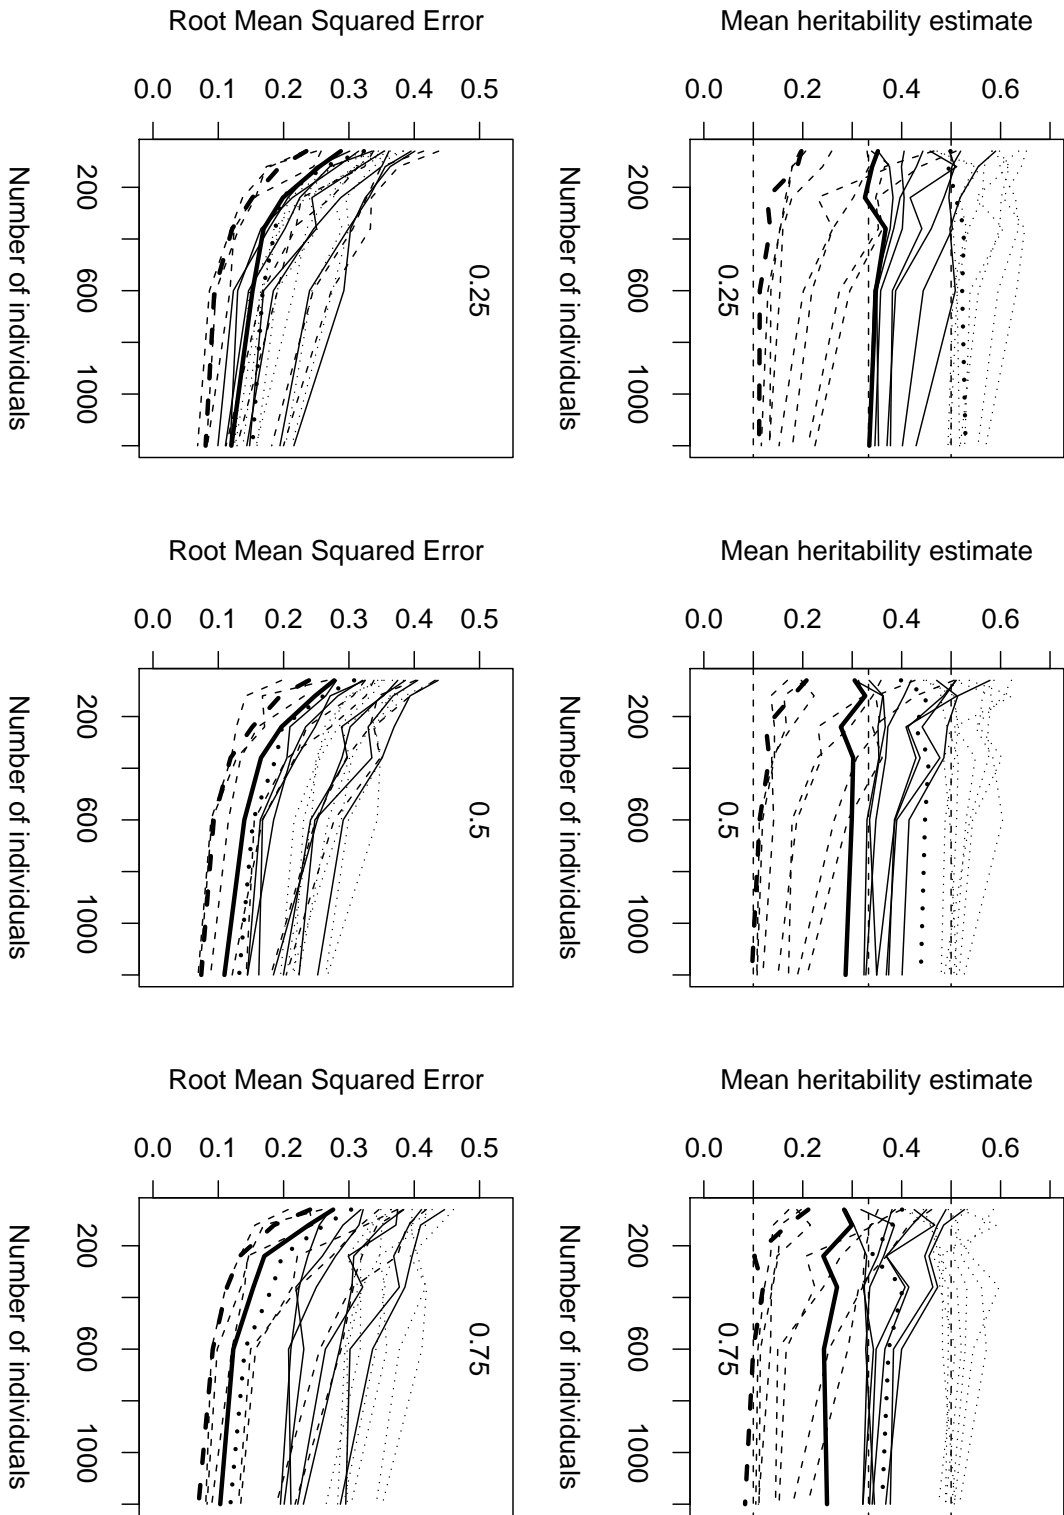 Mean heritability estimate
0.0 0.2 0.4 0.6
0.25
200 600 1000
Number of individuals
Mean heritability estimate
0.0 0.2 0.4 0.6
0.5
200 600 1000
Number of individuals
Mean heritability estimate
0.0 0.2 0.4 0.6
0.75
200 600 1000
Number of individuals
Root Mean Squared Error
0.0 0.1 0.2 0.3 0.4 0.5
0.25
200 600 1000
Number of individuals
Root Mean Squared Error
0.0 0.1 0.2 0.3 0.4 0.5
0.5
200 600 1000
Number of individuals
Root Mean Squared Error
0.0 0.1 0.2 0.3 0.4 0.5
0.75
200 600 1000
Number of individuals